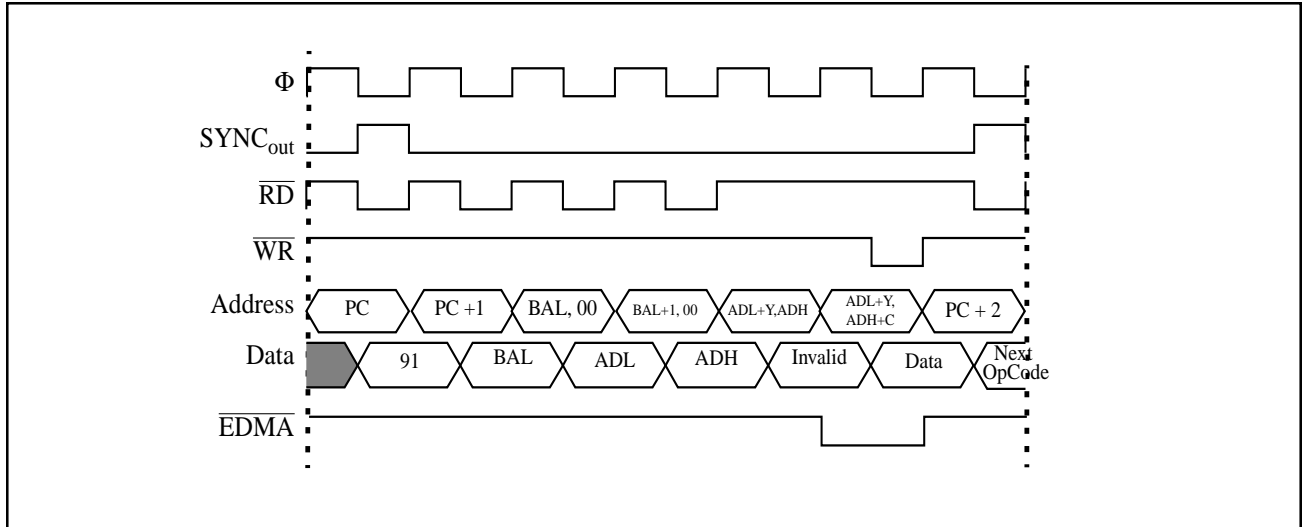 Φ
SYNCout
RD
WR
Address PC PC +1 BAL, 00 BAL+1, 00 ADL+Y,ADH ADL+Y, ADH+C PC + 2
Data 91 BAL ADL ADH Invalid Data Next OpCode
EDMA